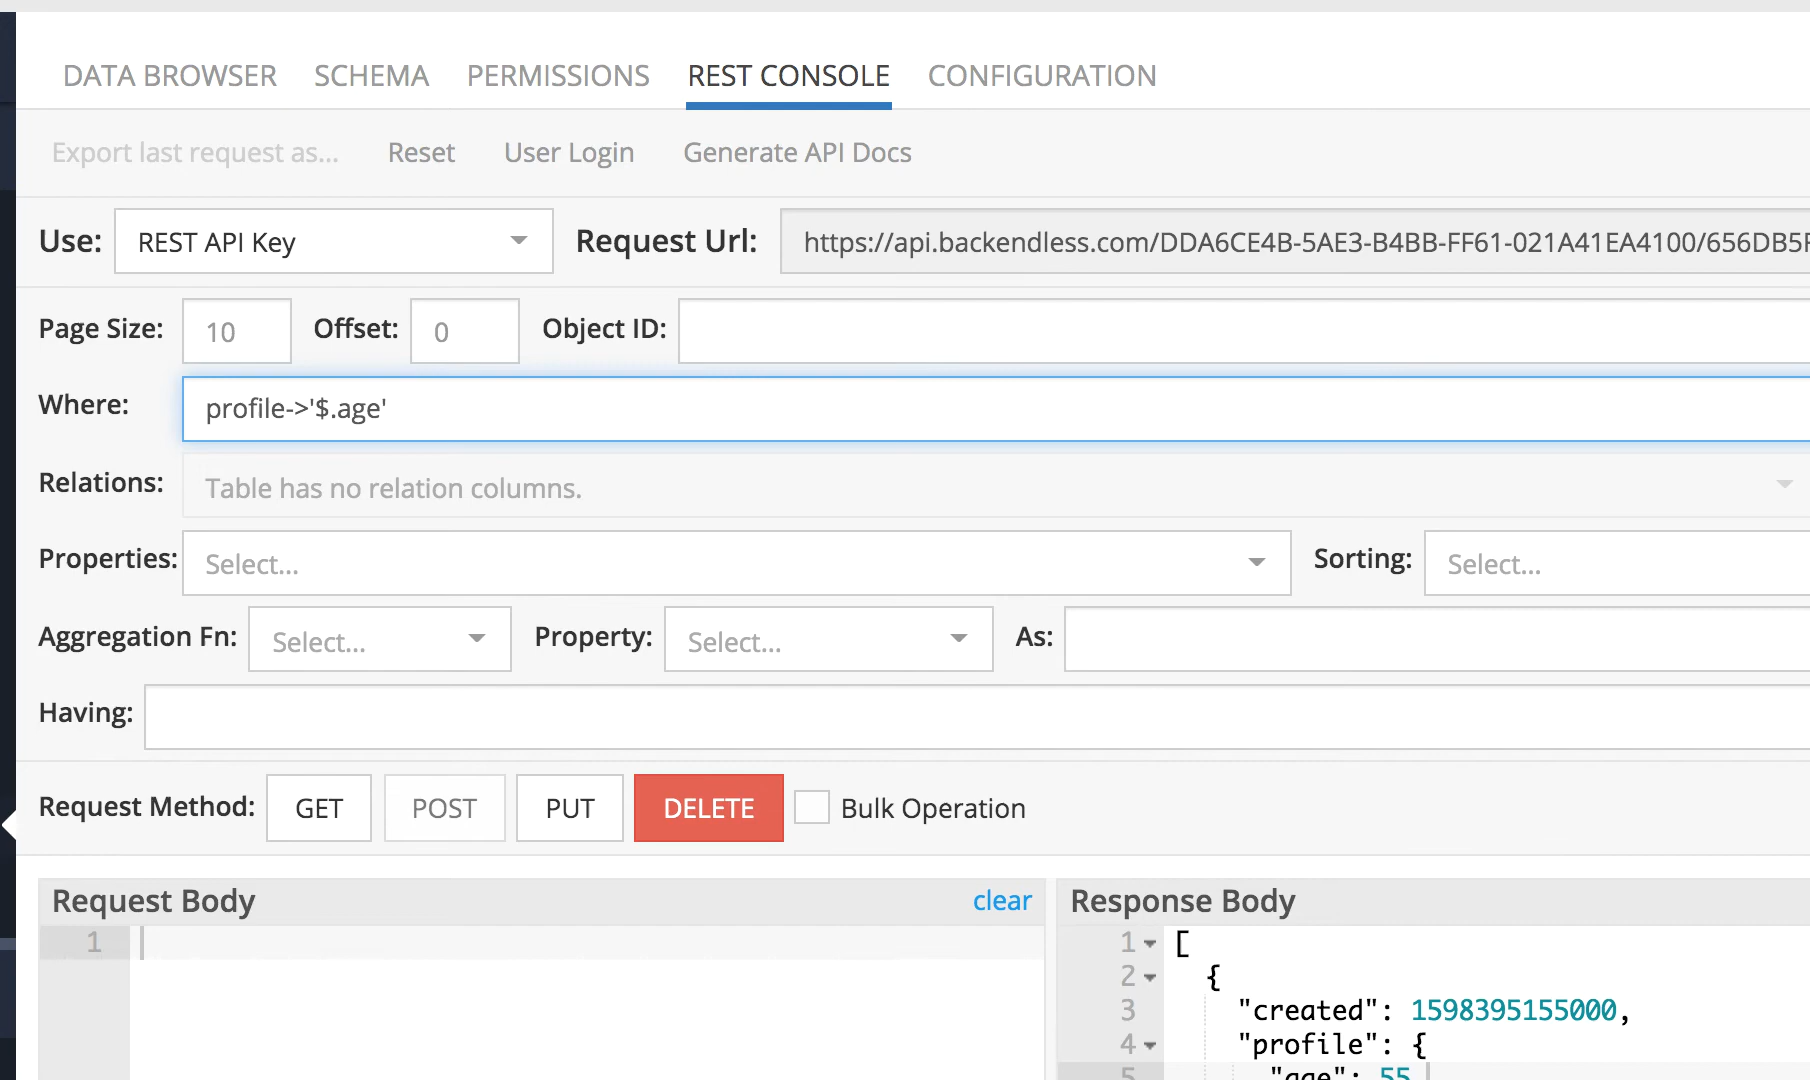 DATA BROWSER SCHEMA PERMISSIONS REST CONSOLE CONFIGURATION
Export last request as... Reset User Login Generate API Docs
Use: REST API Key Request Url: https://api.backendless.com/DDA6CE4B-5AE3-B4BB-FF61-021A41EA4100/656DB5F
Page Size: 10 Offset: 0 Object ID:
Where: profile->'$.age'
Relations: Table has no relation columns.
Properties: Select... Sorting: Select...
Aggregation Fn: Select... Property: Select... As:
Having:
Request Method: GET POST PUT DELETE Bulk Operation
Request Body clear
1
Response Body
1 [
2 {
3 "created": 1598395155000,
4 "profile": {
5 "age": 55